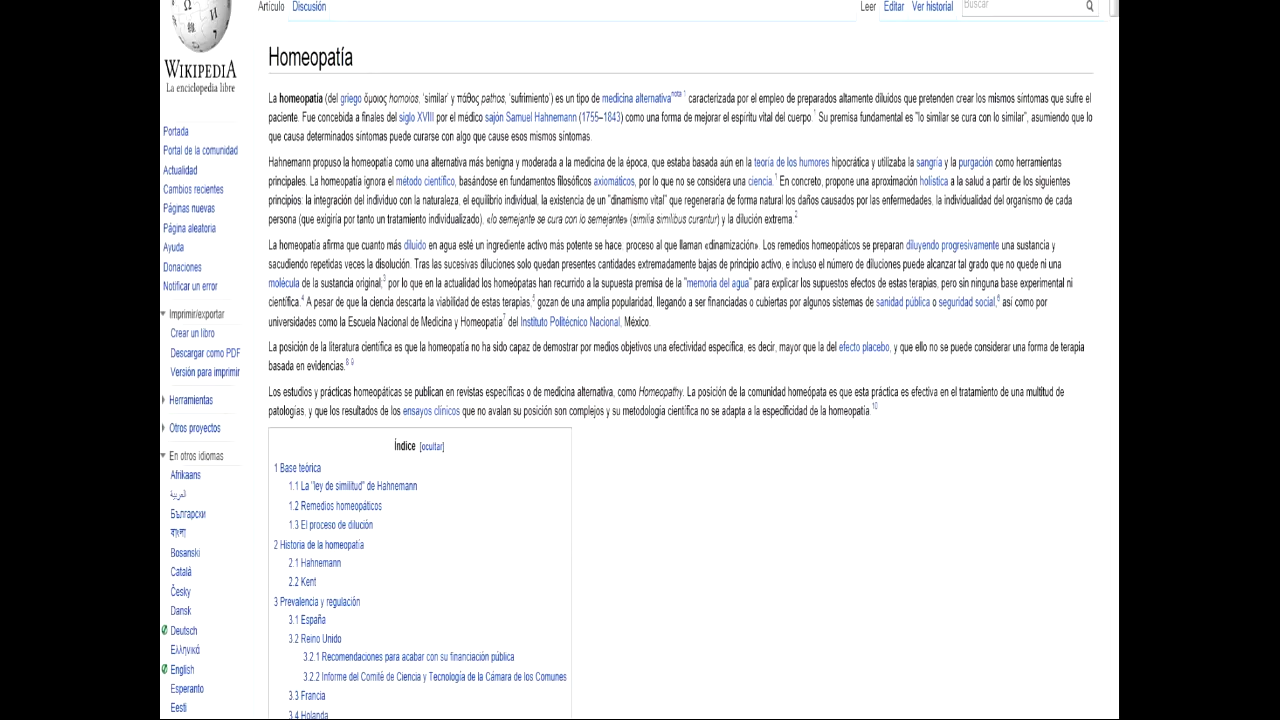 Artículo Discusión Leer Editar Ver historial Buscar
WIKIPEDIA
La enciclopedia libre
Portada
Portal de la comunidad
Actualidad
Cambios recientes
Páginas nuevas
Página aleatoria
Ayuda
Donaciones
Notificar un error
Imprimir/exportar
Crear un libro
Descargar como PDF
Versión para imprimir
Herramientas
Otros proyectos
En otros idiomas
Afrikaans
العربية
Български
বাংলা
Bosanski
Català
Česky
Dansk
Deutsch
Ελληνικά
English
Esperanto
Eesti
Homeopatía
La homeopatía (del griego ὅμοιος homoios, 'similar' y πάθος pathos, 'sufrimiento') es un tipo de medicina alternativa nota 1 caracterizada por el empleo de preparados altamente diluidos que pretenden crear los mismos síntomas que sufre el
paciente. Fue concebida a finales del siglo XVIII por el médico sajón Samuel Hahnemann (1755–1843) como una forma de mejorar el espíritu vital del cuerpo.1 Su premisa fundamental es "lo similar se cura con lo similar", asumiendo que lo
que causa determinados síntomas puede curarse con algo que cause esos mismos síntomas.
Hahnemann propuso la homeopatía como una alternativa más benigna y moderada a la medicina de la época, que estaba basada aún en la teoría de los humores hipocrática y utilizaba la sangría y la purgación como herramientas
principales. La homeopatía ignora el método científico, basándose en fundamentos filosóficos axiomáticos, por lo que no se considera una ciencia.1 En concreto, propone una aproximación holística a la salud a partir de los siguientes
principios: la integración del individuo con la naturaleza, el equilibrio individual, la existencia de un "dinamismo vital" que regeneraría de forma natural los daños causados por las enfermedades, la individualidad del organismo de cada
persona (que exigiría por tanto un tratamiento individualizado), «lo semejante se cura con lo semejante» (similia similibus curantur) y la dilución extrema.2
La homeopatía afirma que cuanto más diluido en agua esté un ingrediente activo más potente se hace; proceso al que llaman «dinamización». Los remedios homeopáticos se preparan diluyendo progresivamente una sustancia y
sacudiendo repetidas veces la disolución. Tras las sucesivas diluciones solo quedan presentes cantidades extremadamente bajas de principio activo, e incluso el número de diluciones puede alcanzar tal grado que no quede ni una
molécula de la sustancia original,3 por lo que en la actualidad los homeópatas han recurrido a la supuesta premisa de la "memoria del agua" para explicar los supuestos efectos de estas terapias, pero sin ninguna base experimental ni
científica.4 A pesar de que la ciencia descarta la viabilidad de estas terapias,5 gozan de una amplia popularidad, llegando a ser financiadas o cubiertas por algunos sistemas de sanidad pública o seguridad social,6 así como por
universidades como la Escuela Nacional de Medicina y Homeopatía7 del Instituto Politécnico Nacional, México.
La posición de la literatura científica es que la homeopatía no ha sido capaz de demostrar por medios objetivos una efectividad específica, es decir, mayor que la del efecto placebo, y que ello no se puede considerar una forma de terapia
basada en evidencias.8 9
Los estudios y prácticas homeopáticas se publican en revistas específicas o de medicina alternativa, como Homeopathy. La posición de la comunidad homeópata es que esta práctica es efectiva en el tratamiento de una multitud de
patologías, y que los resultados de los ensayos clínicos que no avalan su posición son complejos y su metodología científica no se adapta a la especificidad de la homeopatía.10
Índice [ocultar]
1 Base teórica
1.1 La "ley de similitud" de Hahnemann
1.2 Remedios homeopáticos
1.3 El proceso de dilución
2 Historia de la homeopatía
2.1 Hahnemann
2.2 Kent
3 Prevalencia y regulación
3.1 España
3.2 Reino Unido
3.2.1 Recomendaciones para acabar con su financiación pública
3.2.2 Informe del Comité de Ciencia y Tecnología de la Cámara de los Comunes
3.3 Francia
3.4 Holanda